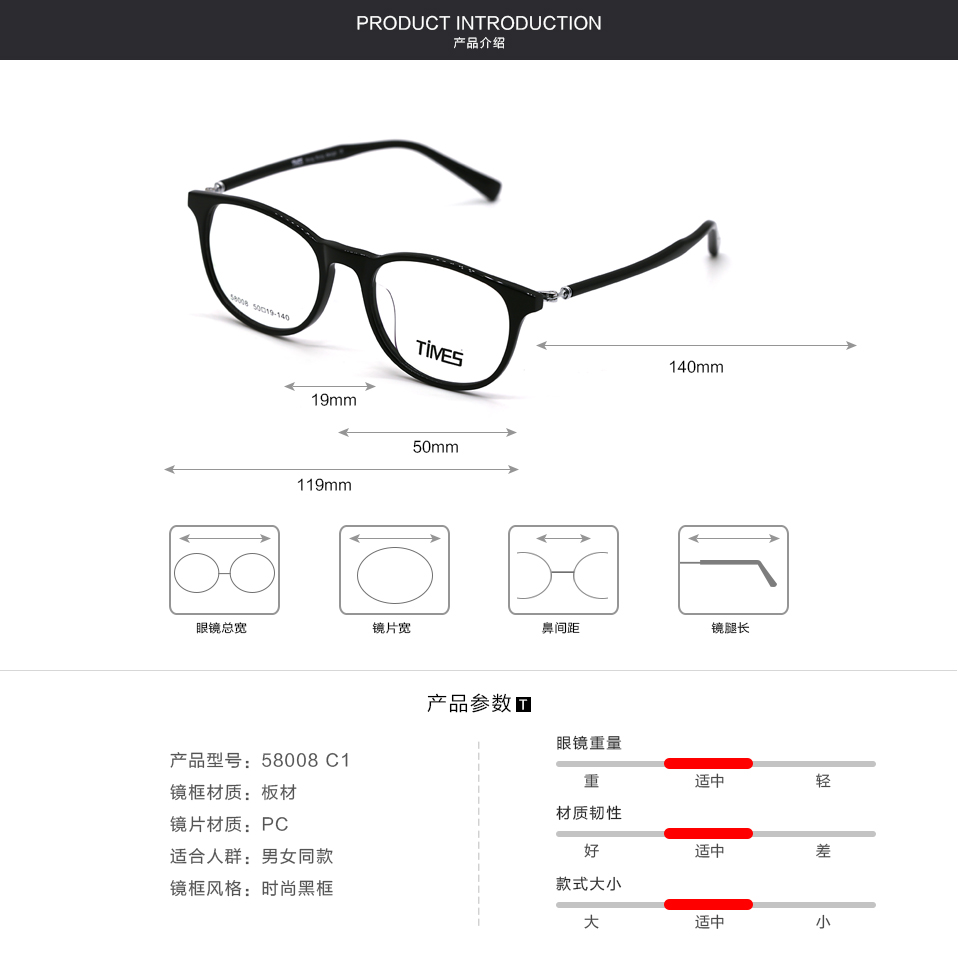 PRODUCT INTRODUCTION
产品介绍
58008 50□19-140
TiMES
140mm
19mm
50mm
119mm
眼镜总宽
镜片宽
鼻间距
镜腿长
产品参数 T
产品型号：58008 C1
镜框材质：板材
镜片材质：PC
适合人群：男女同款
镜框风格：时尚黑框
眼镜重量
重 适中 轻
材质韧性
好 适中 差
款式大小
大 适中 小